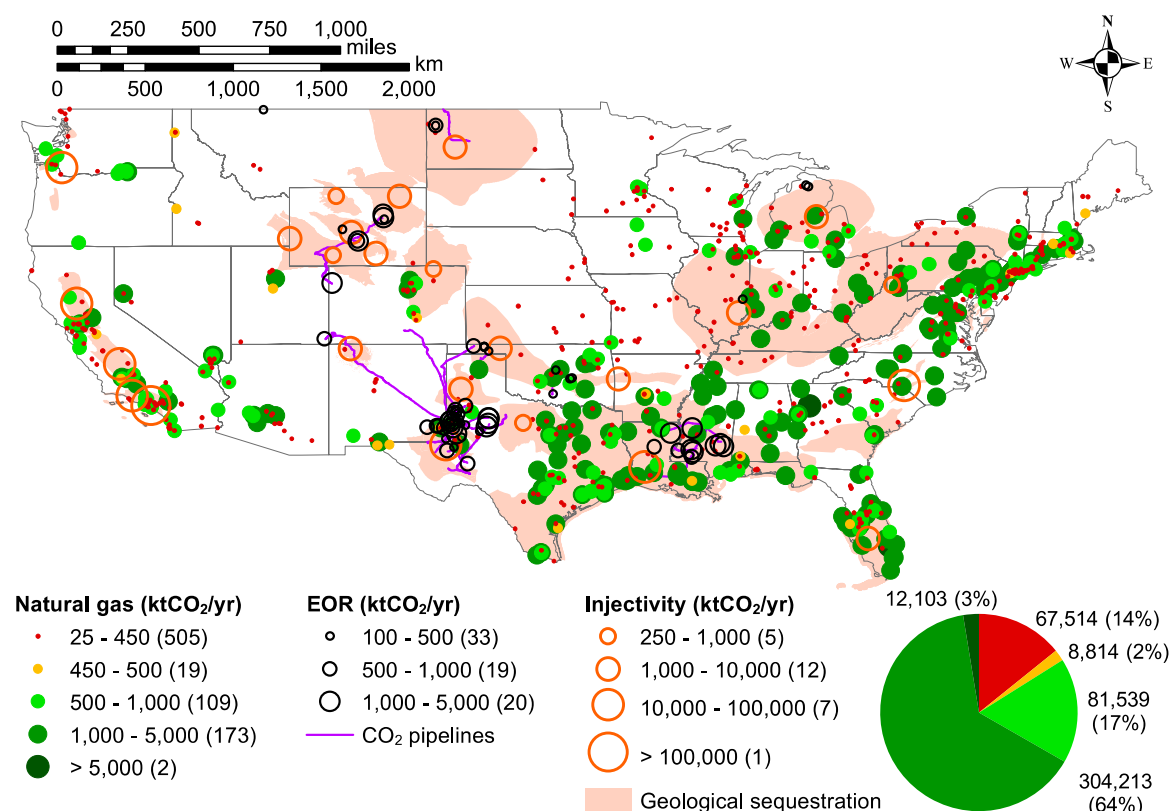 0 250 500 750 1,000
miles
km
0 500 1,000 1,500 2,000
N
W E
S
Natural gas (ktCO₂/yr)
25 - 450 (505)
450 - 500 (19)
500 - 1,000 (109)
1,000 - 5,000 (173)
> 5,000 (2)
EOR (ktCO₂/yr)
100 - 500 (33)
500 - 1,000 (19)
1,000 - 5,000 (20)
CO₂ pipelines
Injectivity (ktCO₂/yr)
250 - 1,000 (5)
1,000 - 10,000 (12)
10,000 - 100,000 (7)
> 100,000 (1)
Geological sequestration
12,103 (3%)
67,514 (14%)
8,814 (2%)
81,539
(17%)
304,213
(64%)